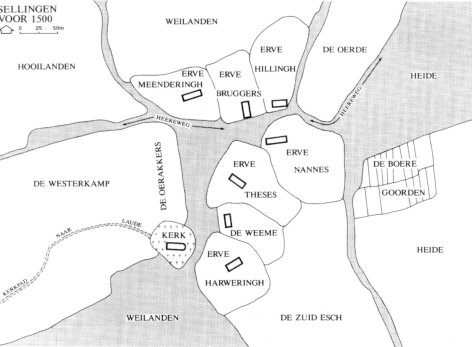 SELLINGEN
VOOR 1500
0 25 50m
WEILANDEN
HOOILANDEN
ERVE
MEENDERINGH
ERVE
BRUGGERS
ERVE
HILLINGH
DE OERDE
HEIDE
HEEREWEG
HEEREWEG
ERVE
NANNES
DE BOERE
GOORDEN
DE WESTERKAMP
DE OERAKKERS
ERVE
THESES
DE WEEME
KERK
KERKPAD NAAR LAUDE
ERVE
HARWERINGH
HEIDE
WEILANDEN
DE ZUID ESCH